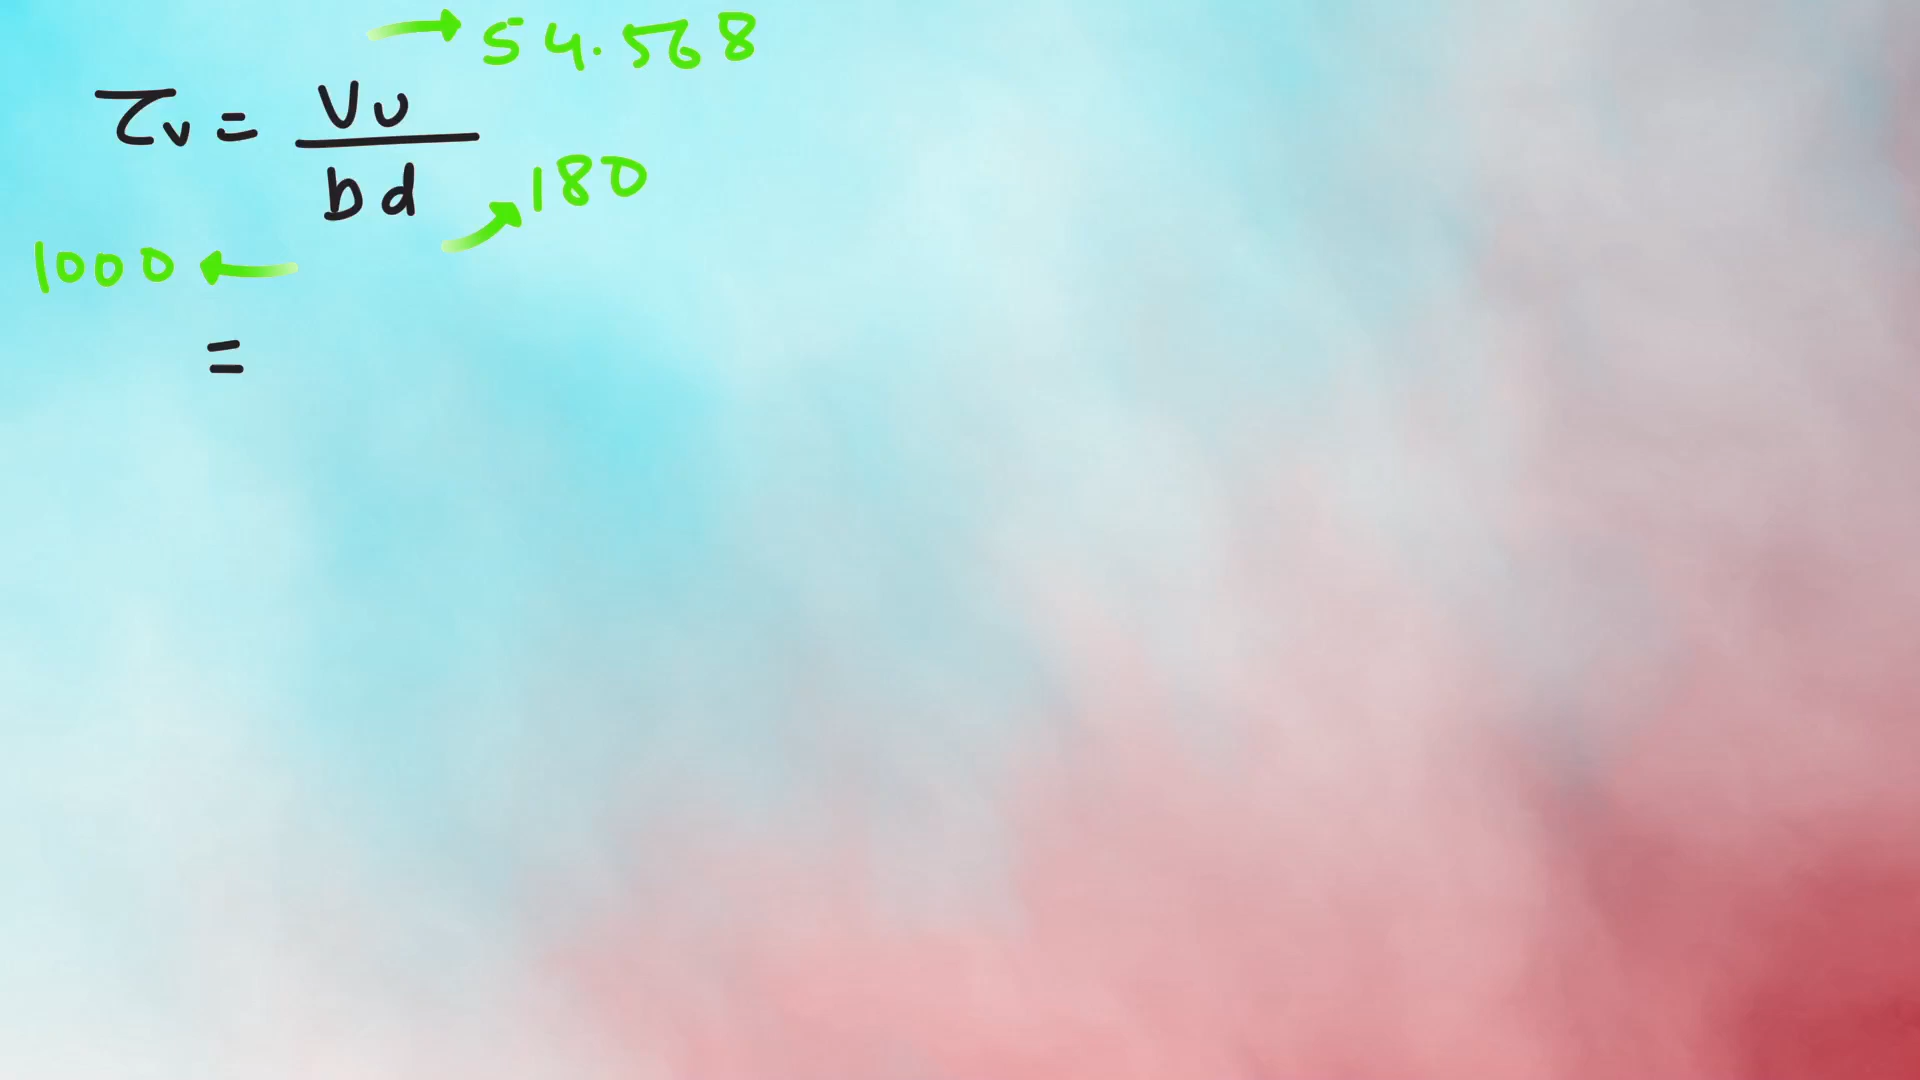 → 54.568
τv = Vu / bd
→ 180
1000 ←
=